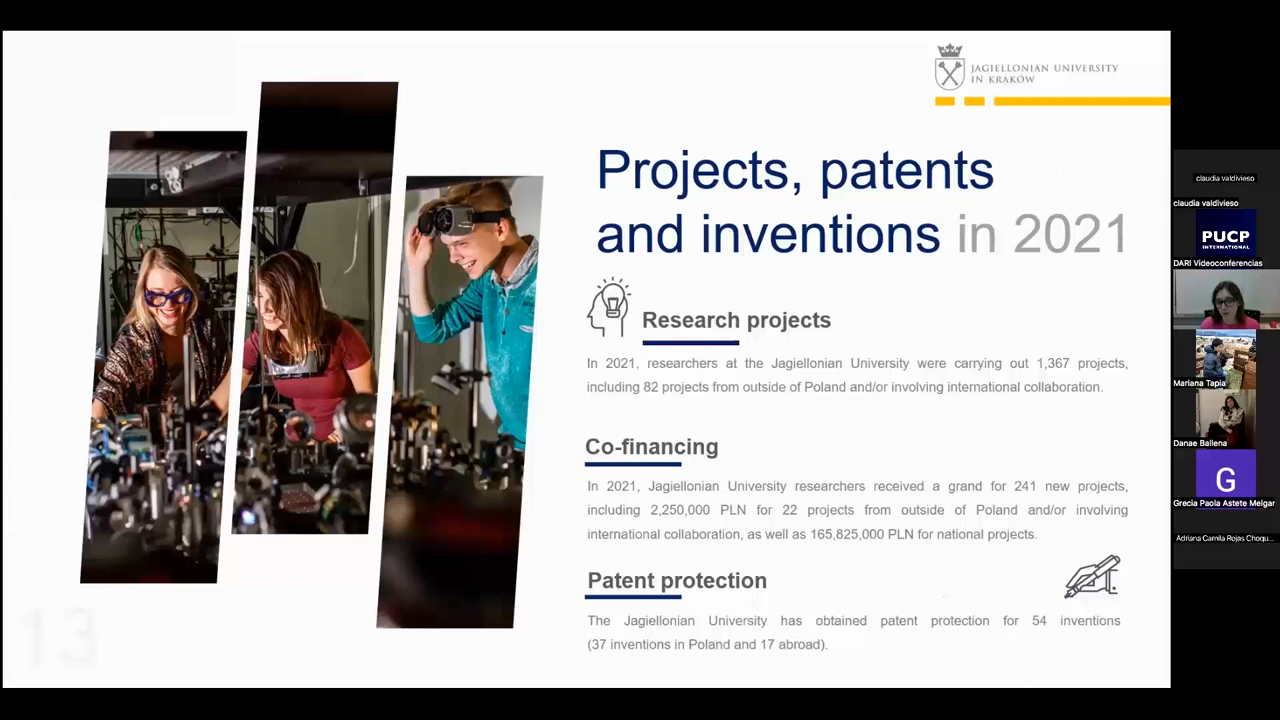 JAGIELLONIAN UNIVERSITY
IN KRAKÓW
Projects, patents
and inventions in 2021
Research projects
In 2021, researchers at the Jagiellonian University were carrying out 1,367 projects,
including 82 projects from outside of Poland and/or involving international collaboration.
Co-financing
In 2021, Jagiellonian University researchers received a grand for 241 new projects,
including 2,250,000 PLN for 22 projects from outside of Poland and/or involving
international collaboration, as well as 165,825,000 PLN for national projects.
Patent protection
The Jagiellonian University has obtained patent protection for 54 inventions
(37 inventions in Poland and 17 abroad).
13
claudia valdivieso
claudia valdivieso
PUCP
INTERNATIONAL
DARI Videoconferencias
Mariana Tapia
Danae Ballena
G
Grecia Paola Astete Melgar
Adriana Camila Rojas Choqu...